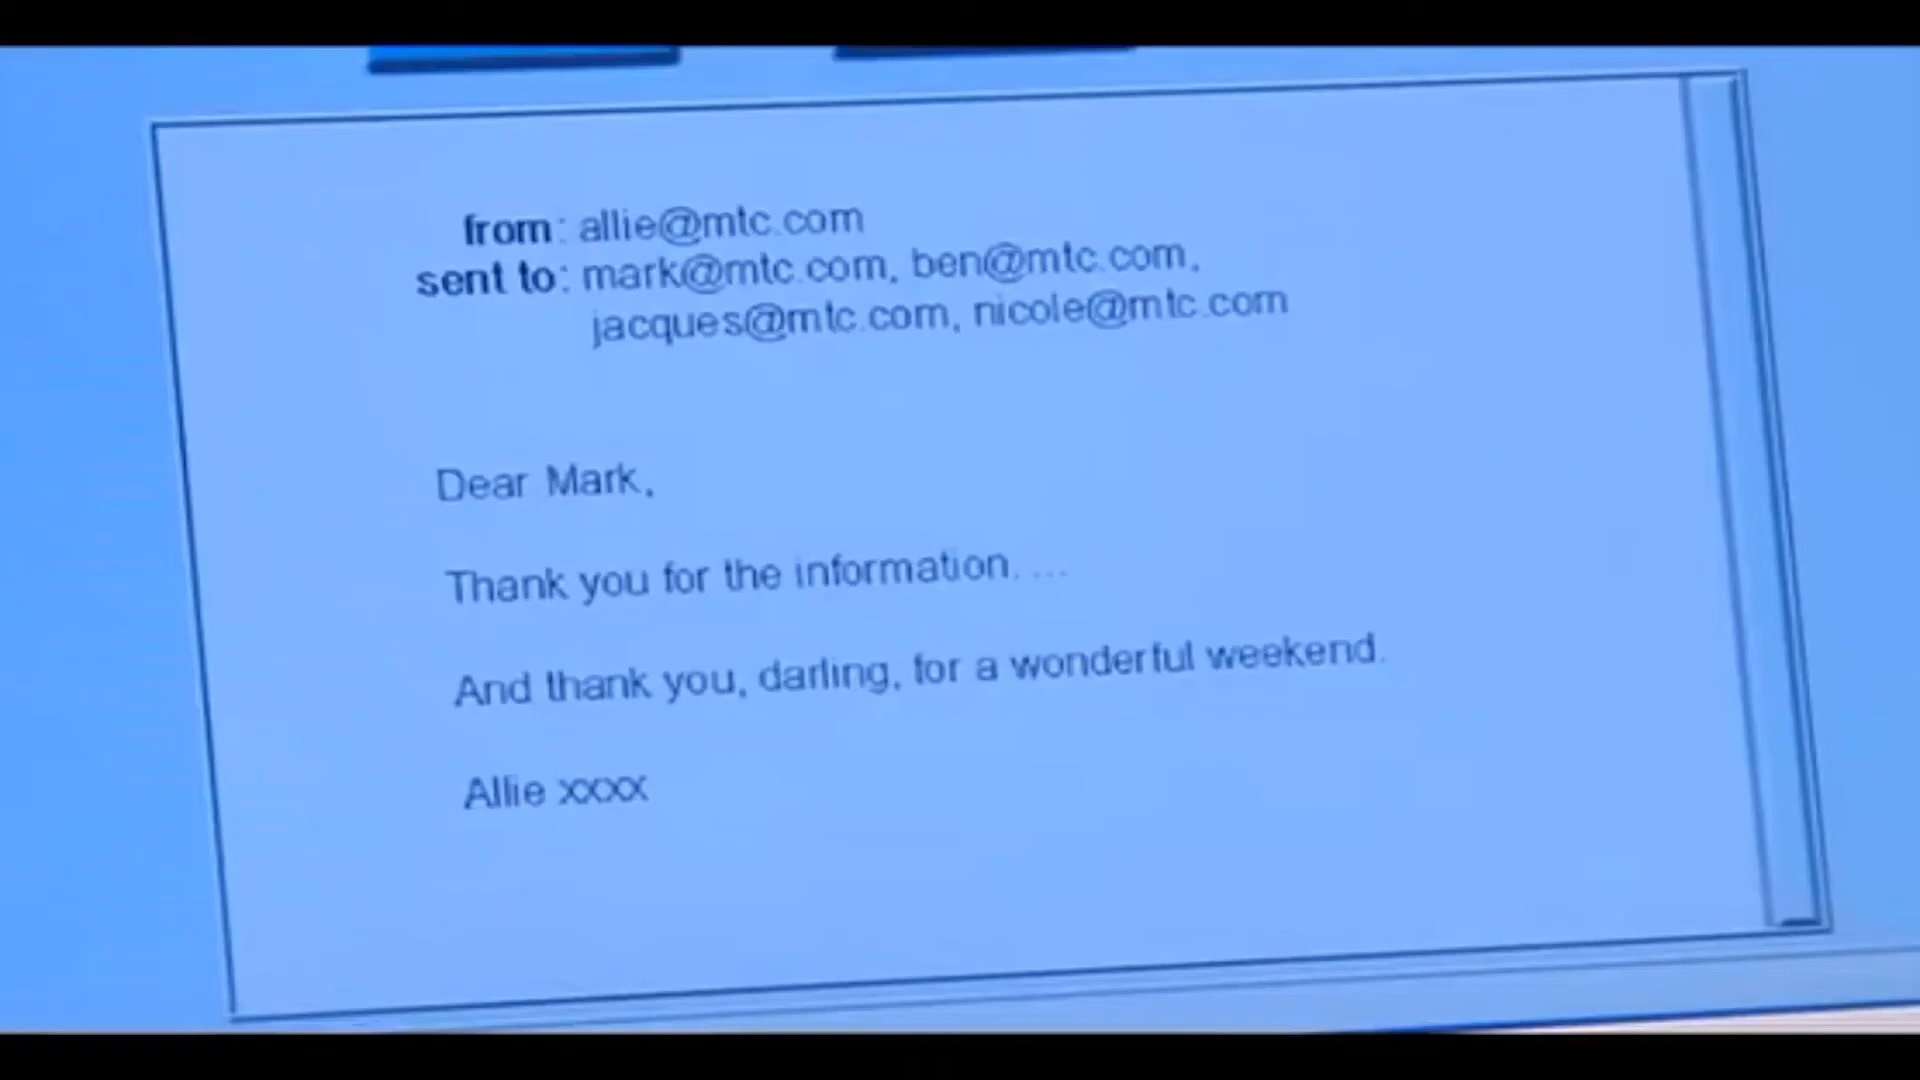 from: allie@mtc.com
sent to: mark@mtc.com, ben@mtc.com,
jacques@mtc.com, nicole@mtc.com
Dear Mark,
Thank you for the information. ...
And thank you, darling, for a wonderful weekend.
Allie xxxx